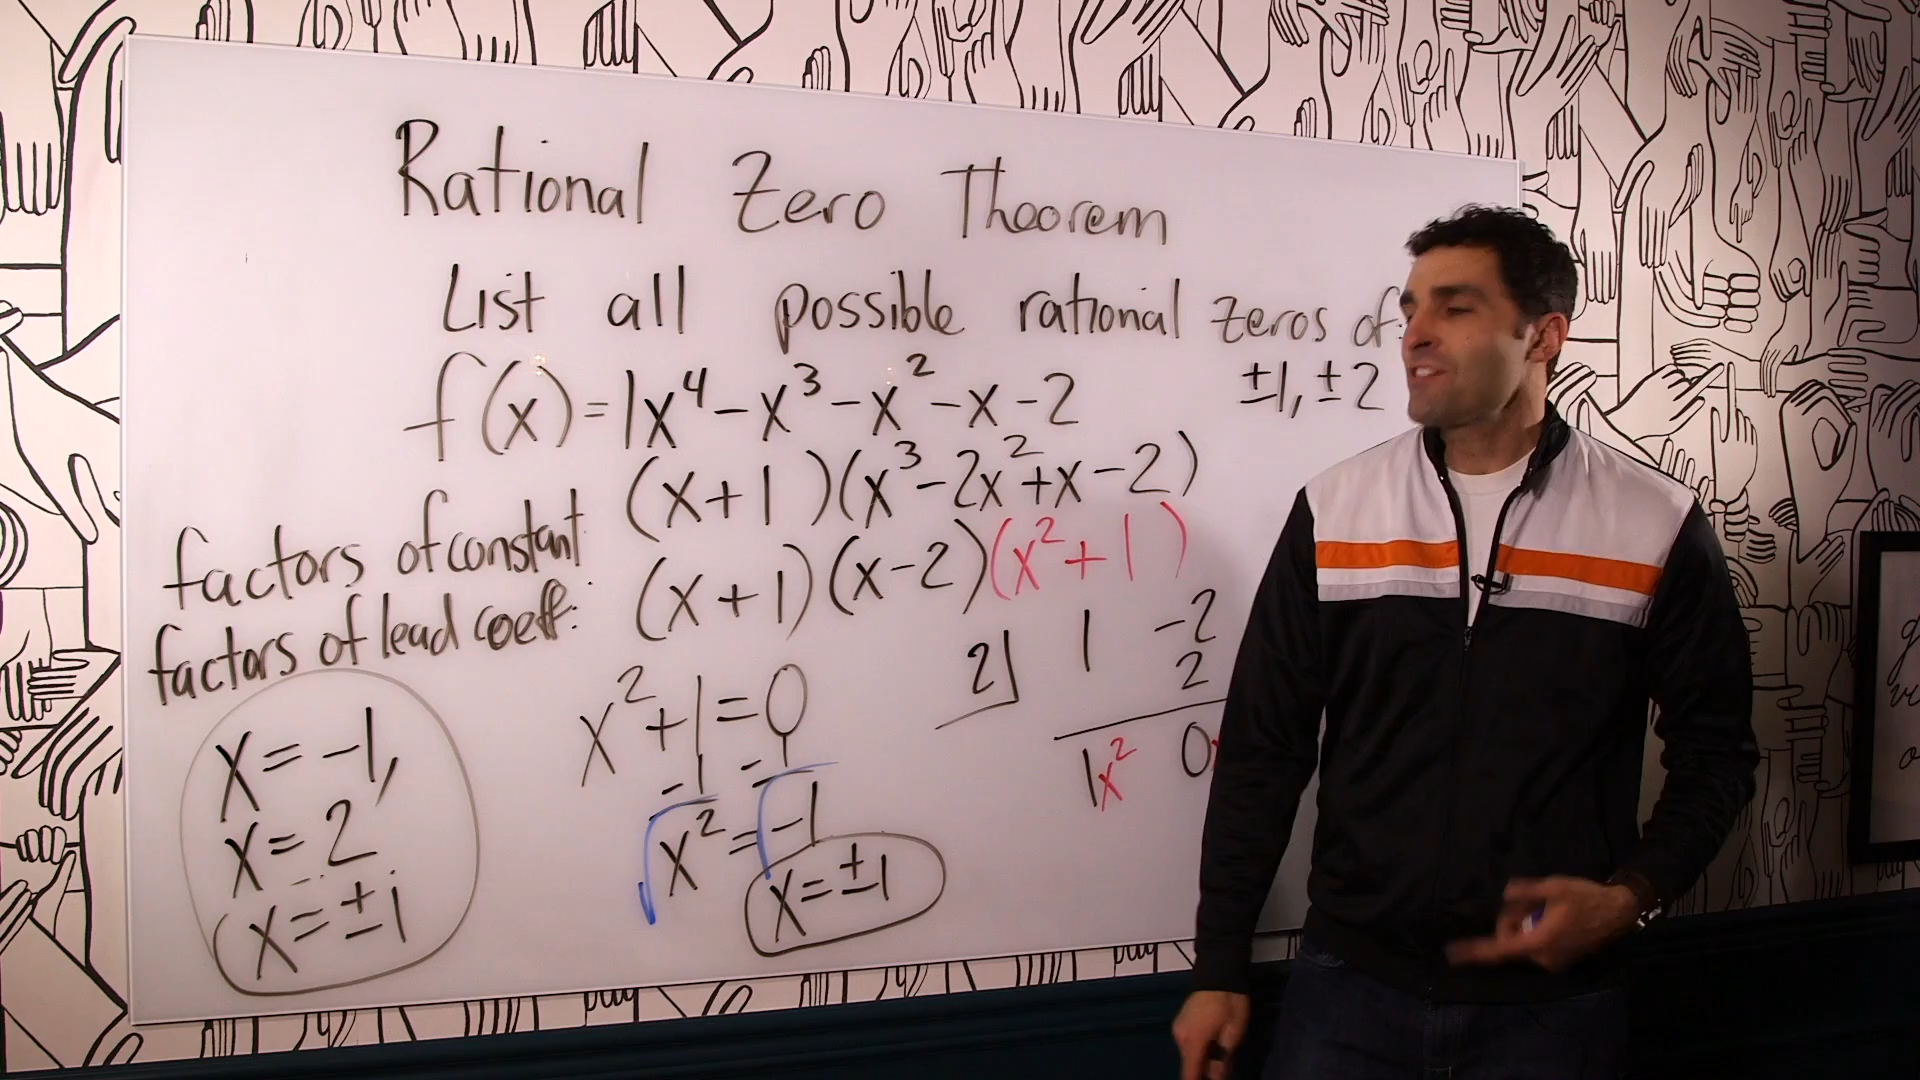 Rational Zero Theorem
List all possible rational zeros of:
f(x)=1x⁴-x³-x²-x-2
±1, ±2
(x+1)(x³-2x²+x-2)
factors of constant
(x+1)(x-2)(x²+1)
factors of lead coeff:
2| 1 -2
2
1x² 0x
x²+1=0
-1 -1
√x²=√-1
x=±i
x=-1,
x=2
x=±i